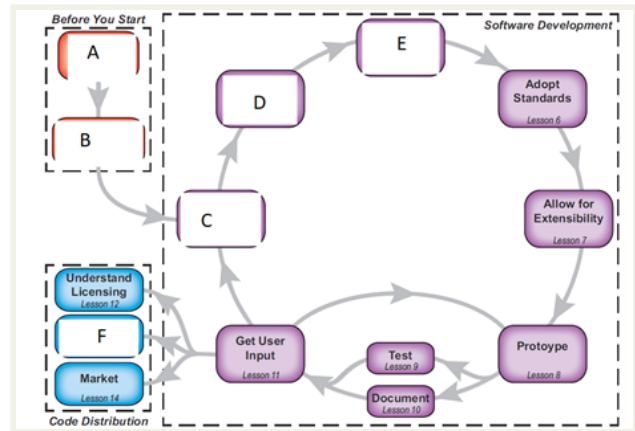 Before You Start
A
B
Software Development
C
D
E
Adopt
Standards
Lesson 6
Allow for
Extensibility
Lesson 7
Protoype
Lesson 8
Test
Lesson 9
Document
Lesson 10
Get User
Input
Lesson 11
Understand
Licensing
Lesson 12
F
Market
Lesson 14
Code Distribution